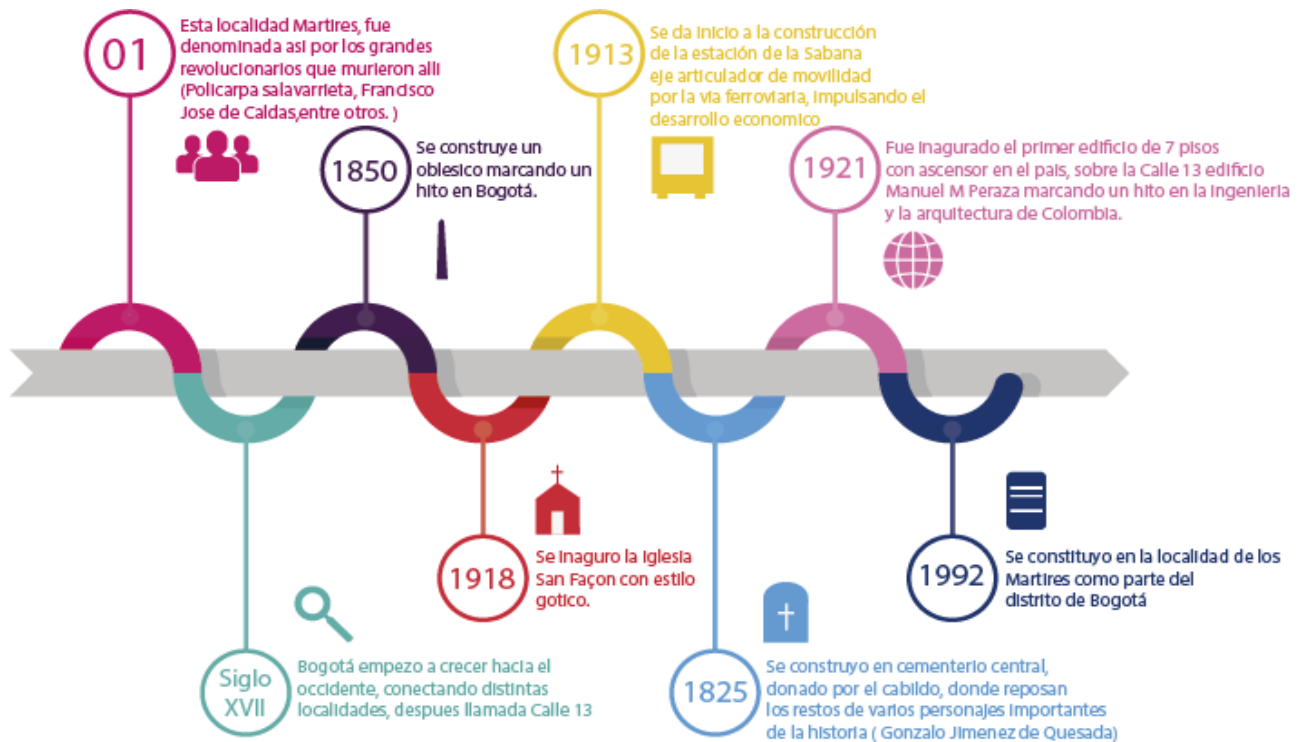 01
Esta localidad Martires, fue
denominada asi por los grandes
revolucionarios que murieron alli
(Policarpa salavarrieta, Francisco
Jose de Caldas,entre otros. )
Siglo
XVII
Bogotá empezo a crecer hacia el
occidente, conectando distintas
localidades, despues llamada Calle 13
1850
Se construye un
oblesico marcando un
hito en Bogotá.
1918
Se inaguro la iglesia
San Façon con estilo
gotico.
1913
Se da inicio a la construcción
de la estación de la Sabana
eje articulador de movilidad
por la via ferroviaria, impulsando el
desarrollo economico
1825
Se construyo en cementerio central,
donado por el cabildo, donde reposan
los restos de varios personajes importantes
de la historia ( Gonzalo Jimenez de Quesada)
1921
Fue inagurado el primer edificio de 7 pisos
con ascensor en el pais, sobre la Calle 13 edificio
Manuel M Peraza marcando un hito en la ingenieria
y la arquitectura de Colombia.
1992
Se constituyo en la localidad de los
Martires como parte del
distrito de Bogotá